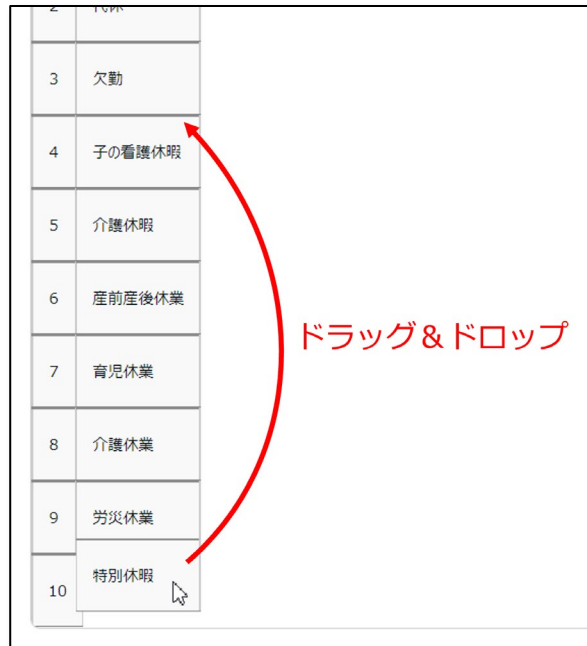 3 欠勤
4 子の看護休暇
5 介護休暇
6 産前産後休業
7 育児休業
8 介護休業
9 労災休業
10 特別休暇
ドラッグ&ドロップ